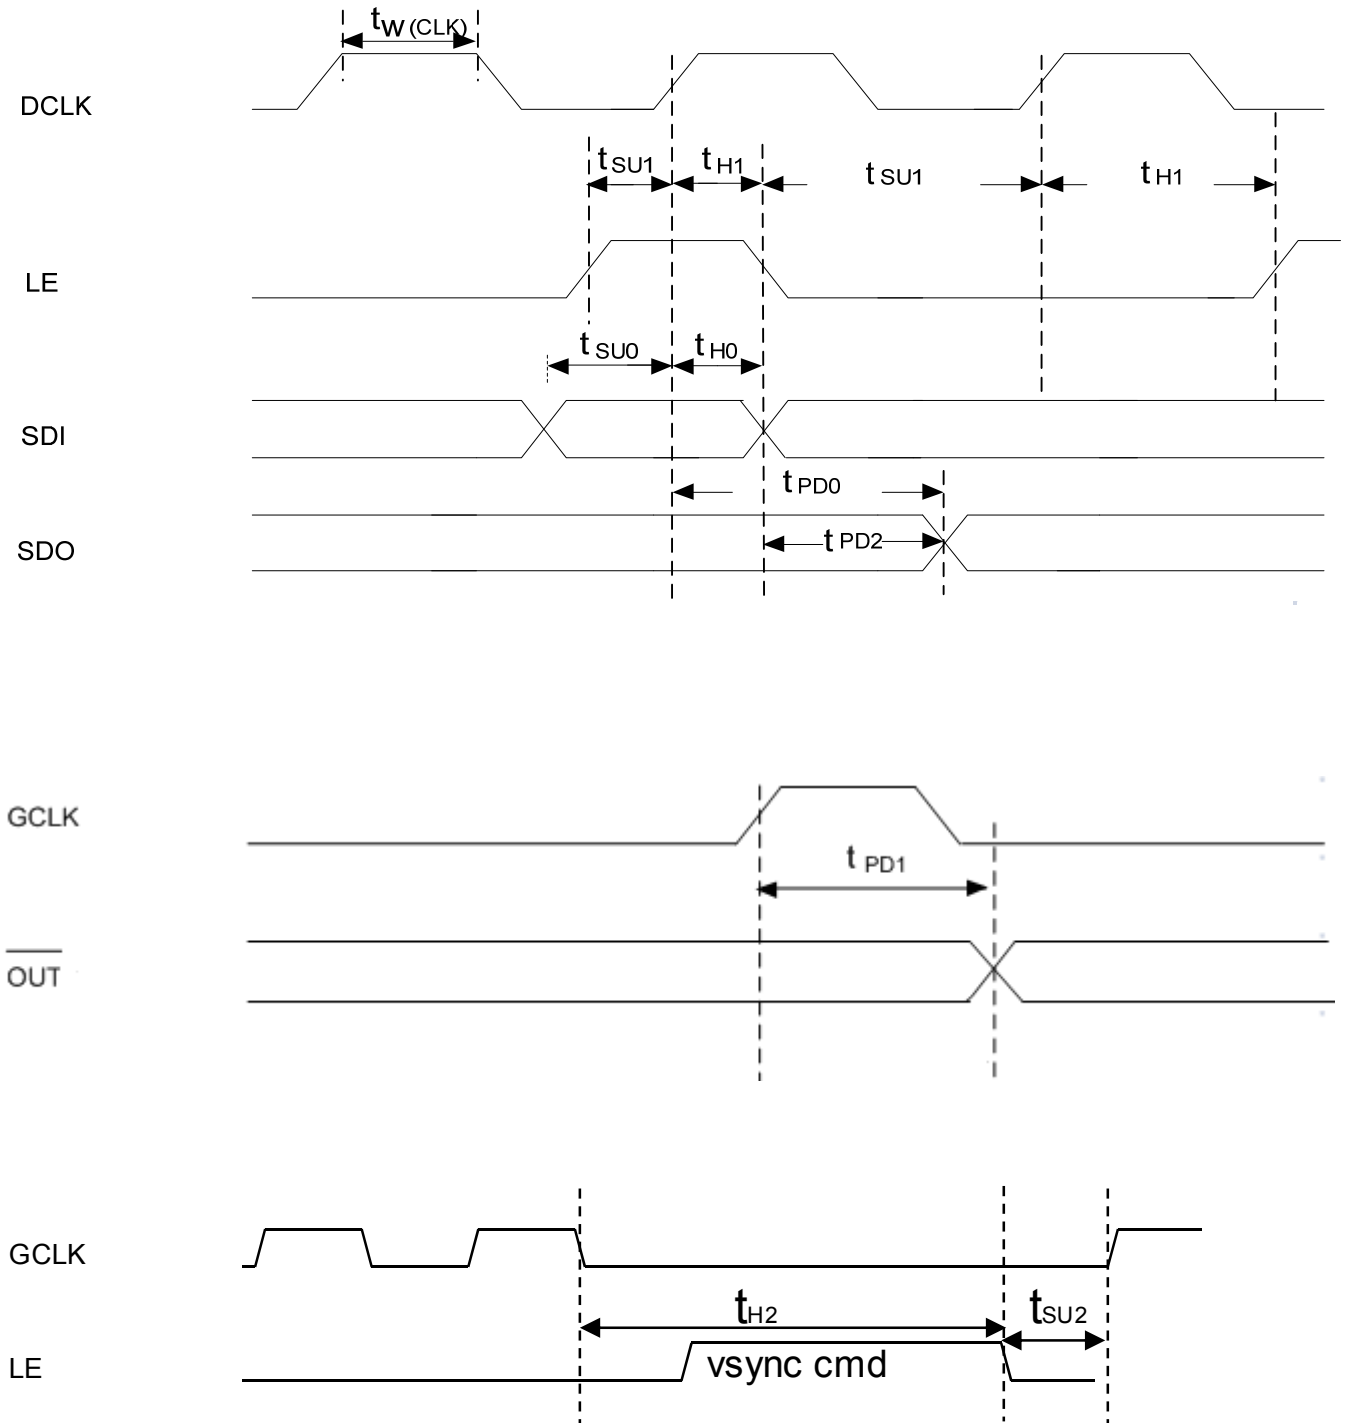 tW(CLK)
DCLK
tSU1 tH1 tSU1 tH1
LE
tSU0 tH0
SDI
tPD0
SDO
tPD2
GCLK
tPD1
OUT
GCLK
tH2 tSU2
LE
vsync cmd